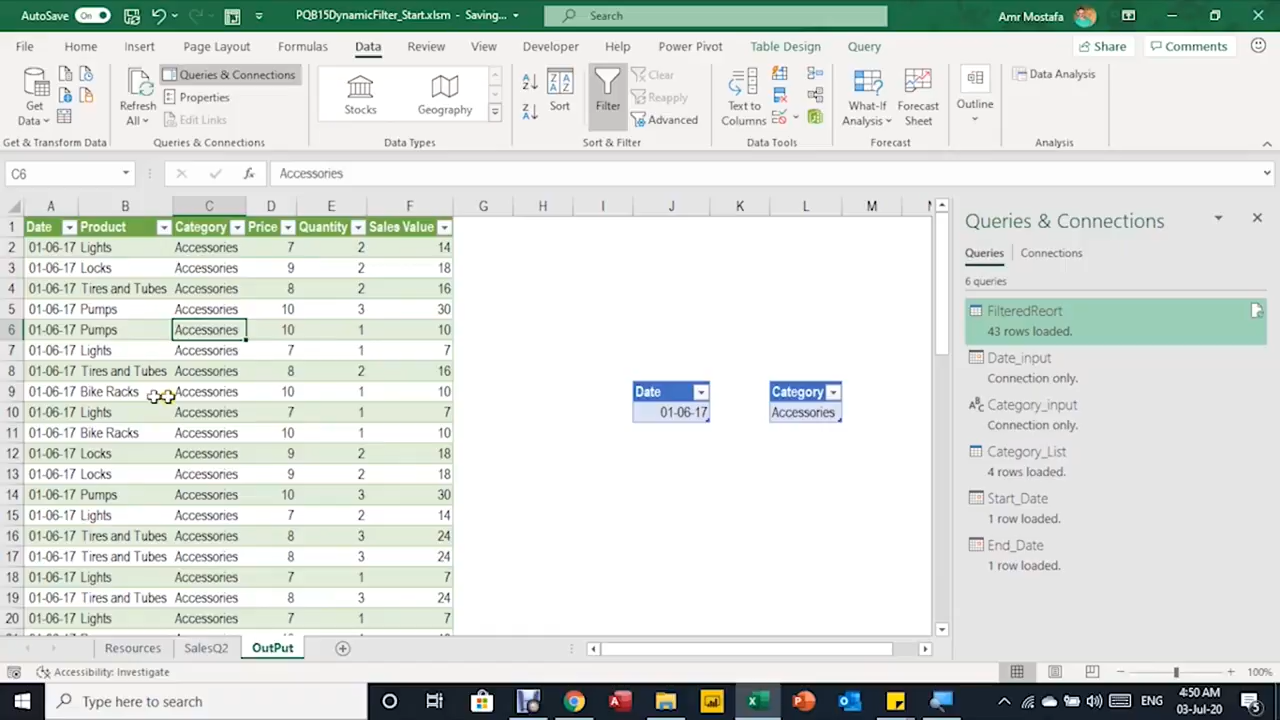 AutoSave On PQB15DynamicFilter_Start.xlsm - Saving... Search Amr Mostafa
File Home Insert Page Layout Formulas Data Review View Developer Help Power Pivot Table Design Query Share Comments
Get Data
Refresh All
Queries & Connections
Properties
Edit Links
Stocks
Geography
Sort
Filter
Clear
Reapply
Advanced
Text to Columns
What-If Analysis
Forecast Sheet
Outline
Data Analysis
Get & Transform Data Queries & Connections Data Types Sort & Filter Data Tools Forecast Analysis
C6 fx Accessories
A B C D E F G H I J K L M
1 Date Product Category Price Quantity Sales Value
2 01-06-17 Lights Accessories 7 2 14
3 01-06-17 Locks Accessories 9 2 18
4 01-06-17 Tires and Tubes Accessories 8 2 16
5 01-06-17 Pumps Accessories 10 3 30
6 01-06-17 Pumps Accessories 10 1 10
7 01-06-17 Lights Accessories 7 1 7
8 01-06-17 Tires and Tubes Accessories 8 2 16
9 01-06-17 Bike Racks Accessories 10 1 10
10 01-06-17 Lights Accessories 7 1 7
11 01-06-17 Bike Racks Accessories 10 1 10
12 01-06-17 Locks Accessories 9 2 18
13 01-06-17 Locks Accessories 9 2 18
14 01-06-17 Pumps Accessories 10 3 30
15 01-06-17 Lights Accessories 7 2 14
16 01-06-17 Tires and Tubes Accessories 8 3 24
17 01-06-17 Tires and Tubes Accessories 8 3 24
18 01-06-17 Lights Accessories 7 1 7
19 01-06-17 Tires and Tubes Accessories 8 3 24
20 01-06-17 Lights Accessories 7 1 7
Date Category
01-06-17 Accessories
Queries & Connections
Queries Connections
6 queries
FilteredReort
43 rows loaded.
Date_input
Connection only.
Category_input
Connection only.
Category_List
4 rows loaded.
Start_Date
1 row loaded.
End_Date
1 row loaded.
Resources SalesQ2 OutPut
Accessibility: Investigate 100%
Type here to search ENG 4:50 AM
03-Jul-20 5